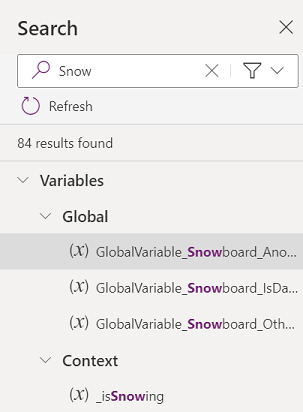 Search
Snow
Refresh
84 results found
Variables
Global
(x) GlobalVariable_Snowboard_Ano...
(x) GlobalVariable_Snowboard_IsDa...
(x) GlobalVariable_Snowboard_Oth...
Context
(x) _isSnowing